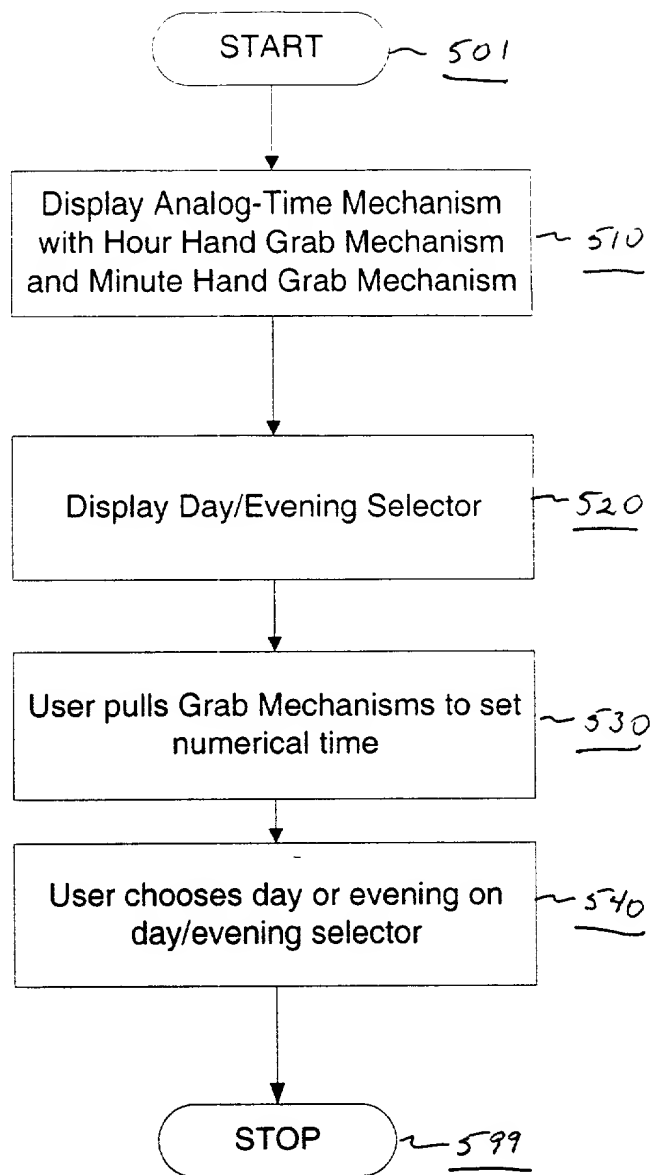 START 501
Display Analog-Time Mechanism
with Hour Hand Grab Mechanism 510
and Minute Hand Grab Mechanism
Display Day/Evening Selector 520
User pulls Grab Mechanisms to set 530
numerical time
User chooses day or evening on 540
day/evening selector
STOP 599